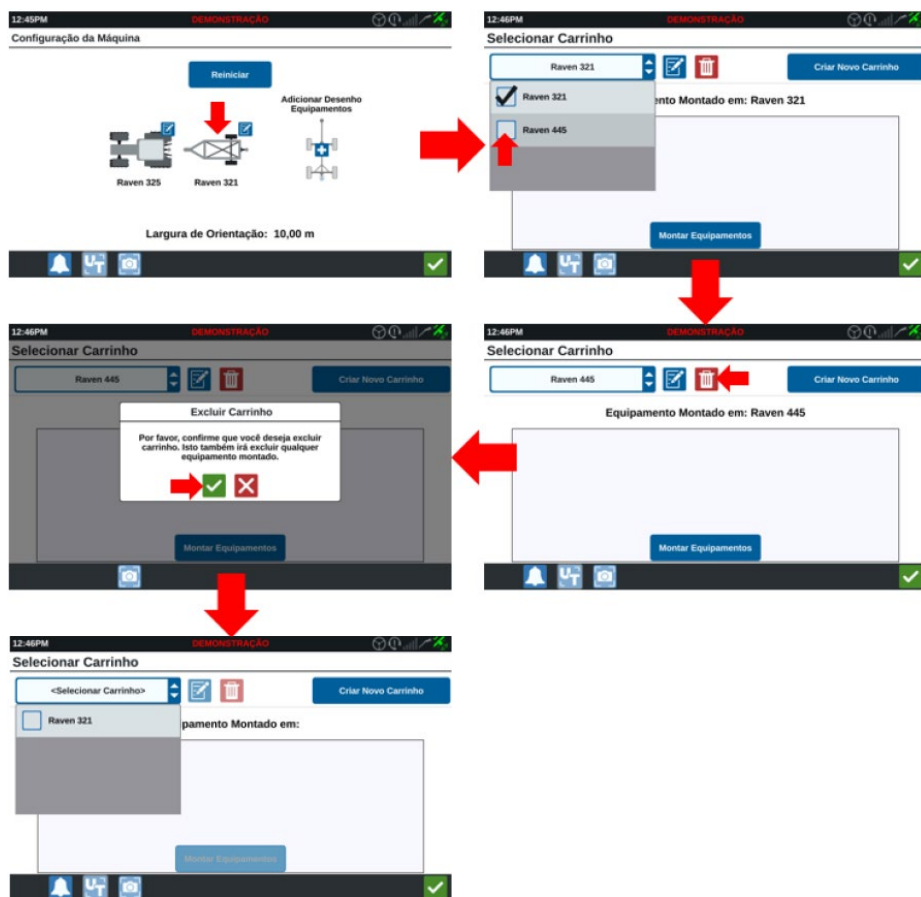 12:45PM
DEMONSTRAÇÃO
Configuração da Máquina
Reiniciar
Adicionar Desenho
Equipamentos
Raven 325
Raven 321
Largura de Orientação: 10,00 m
UT
12:46PM
DEMONSTRAÇÃO
Selecionar Carrinho
Raven 321
Criar Novo Carrinho
Raven 321
ento Montado em: Raven 321
Raven 445
Montar Equipamentos
UT
12:46PM
DEMONSTRAÇÃO
Selecionar Carrinho
Raven 445
Criar Novo Carrinho
Equipamento Montado em: Raven 445
Montar Equipamentos
UT
12:46PM
DEMONSTRAÇÃO
Selecionar Carrinho
Raven 445
Criar Novo Carrinho
Excluir Carrinho
Por favor, confirme que você deseja excluir
carrinho. Isto também irá excluir qualquer
equipamento montado.
Montar Equipamentos
12:46PM
DEMONSTRAÇÃO
Selecionar Carrinho
<Selecionar Carrinho>
Criar Novo Carrinho
Raven 321
pamento Montado em:
Montar Equipamentos
UT